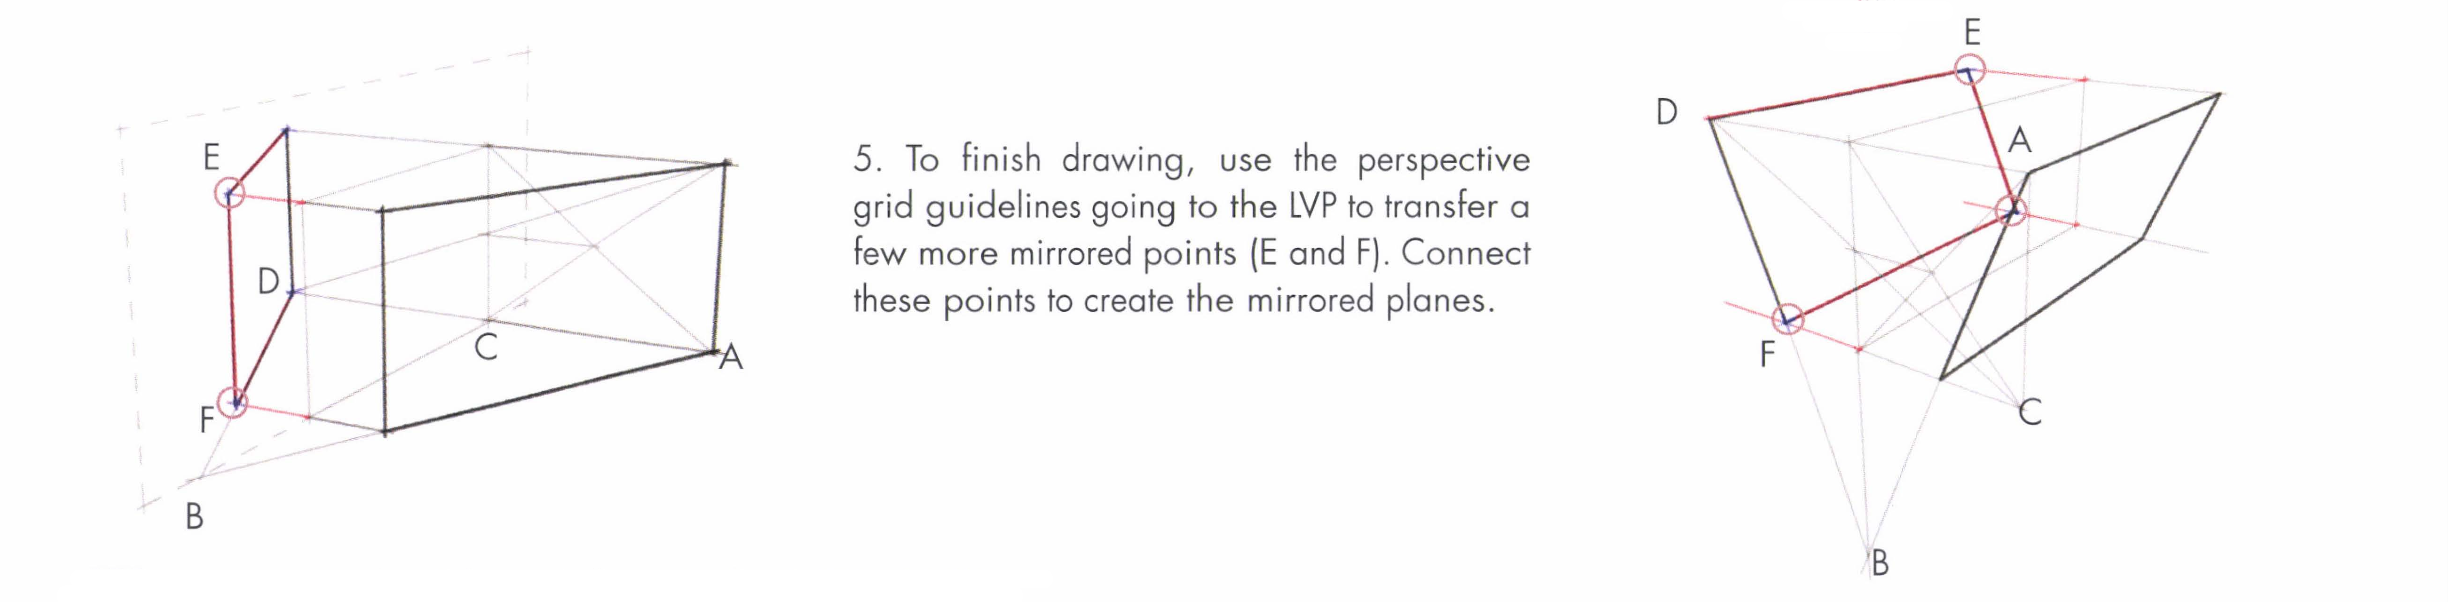 E
D
F
B
C
A
5. To finish drawing, use the perspective
grid guidelines going to the LVP to transfer a
few more mirrored points (E and F). Connect
these points to create the mirrored planes.
E
D
A
F
C
B